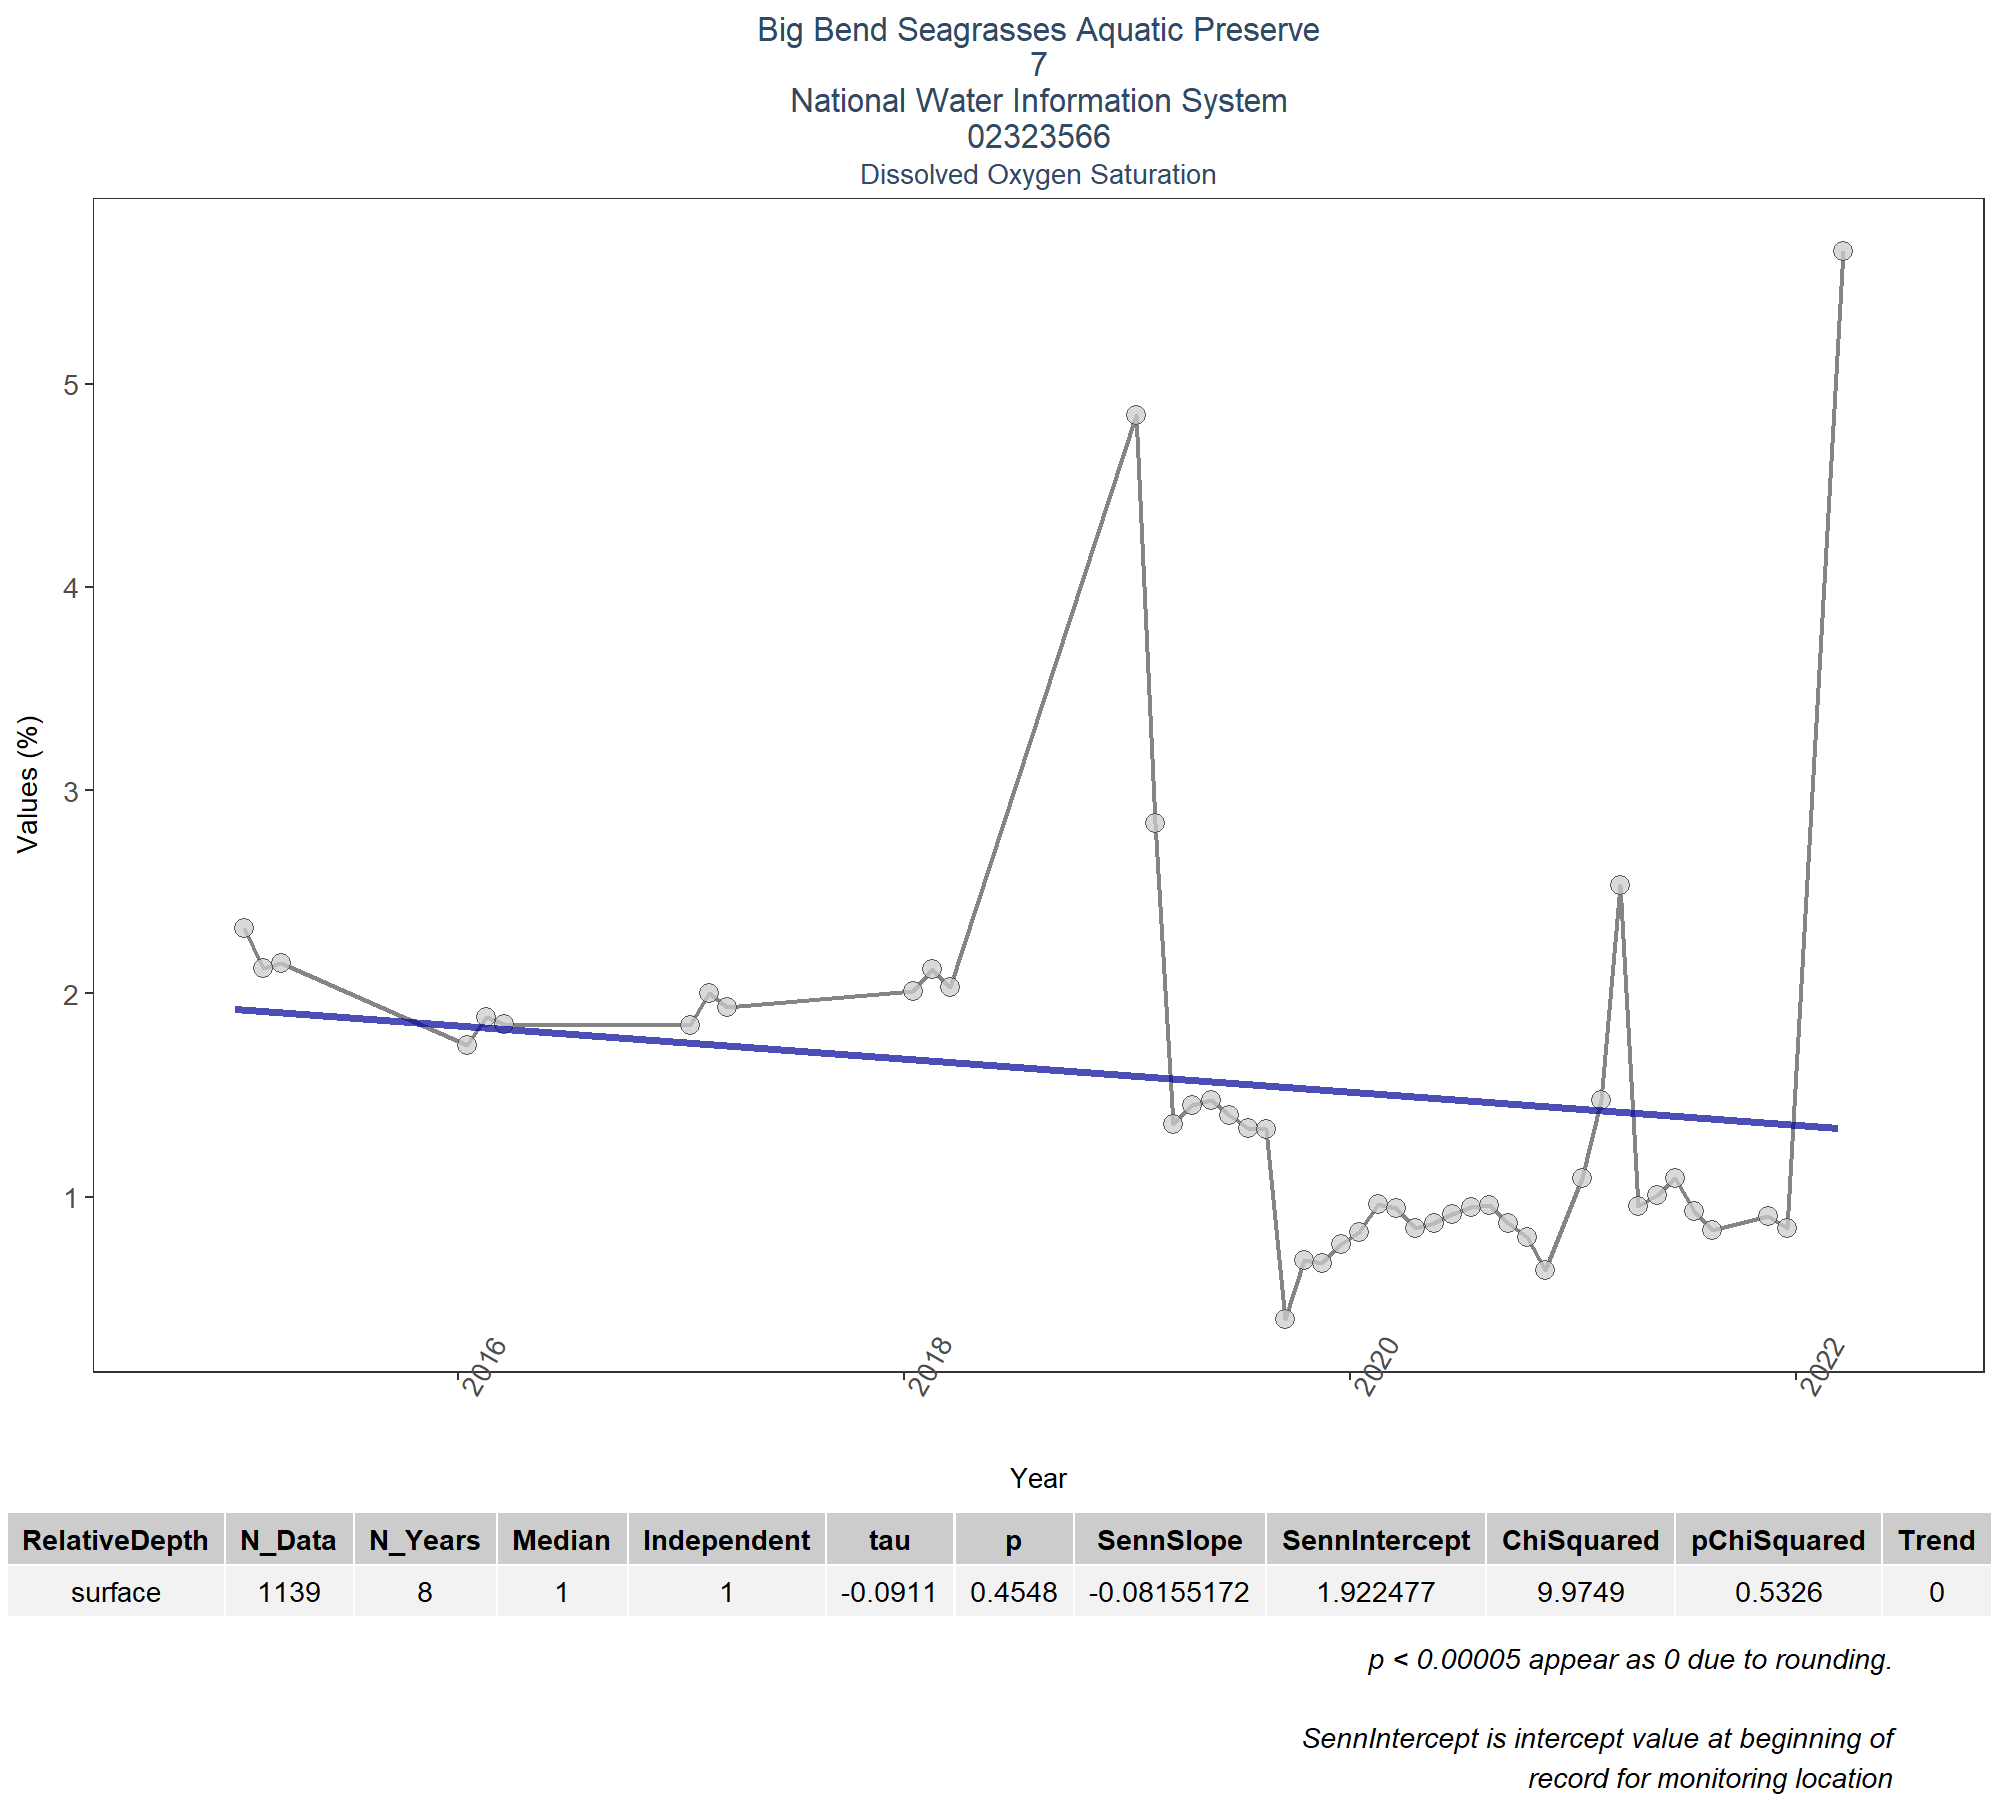 Big Bend Seagrasses Aquatic Preserve
7
National Water Information System
02323566
Dissolved Oxygen Saturation
Values (%)
5
4
3
2
1
2016 2018 2020 2022
Year
RelativeDepth N_Data N_Years Median Independent tau p SennSlope SennIntercept ChiSquared pChiSquared Trend
surface 1139 8 1 1 -0.0911 0.4548 -0.08155172 1.922477 9.9749 0.5326 0
p < 0.00005 appear as 0 due to rounding.
SennIntercept is intercept value at beginning of
record for monitoring location